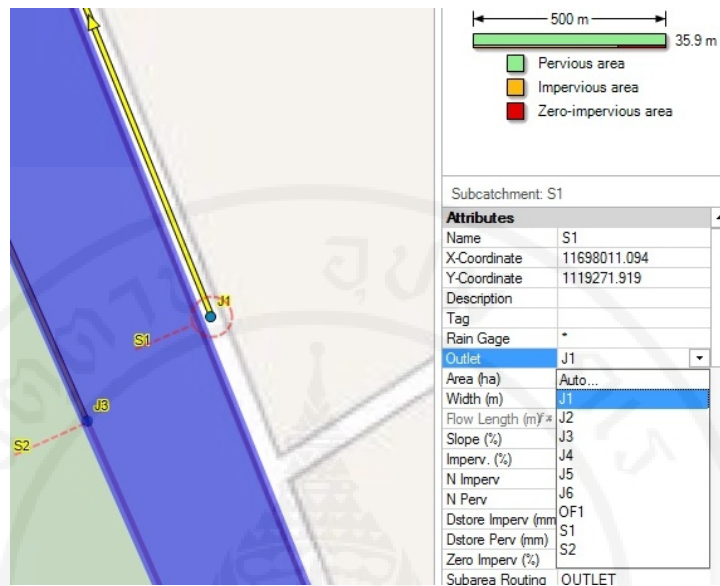 500 m
35.9 m
Pervious area
Impervious area
Zero-impervious area
J1
S1
J3
S2
Subcatchment: S1
Attributes
Name S1
X-Coordinate 11698011.094
Y-Coordinate 1119271.919
Description
Tag
Rain Gage *
Outlet J1
Area (ha)
Width (m)
Flow Length (m)
Slope (%)
Imperv. (%)
N Imperv
N Perv
Dstore Imperv (mm
Dstore Perv (mm)
Zero Imperv (%)
Subarea Routing OUTLET
Auto...
J1
J2
J3
J4
J5
J6
OF1
S1
S2